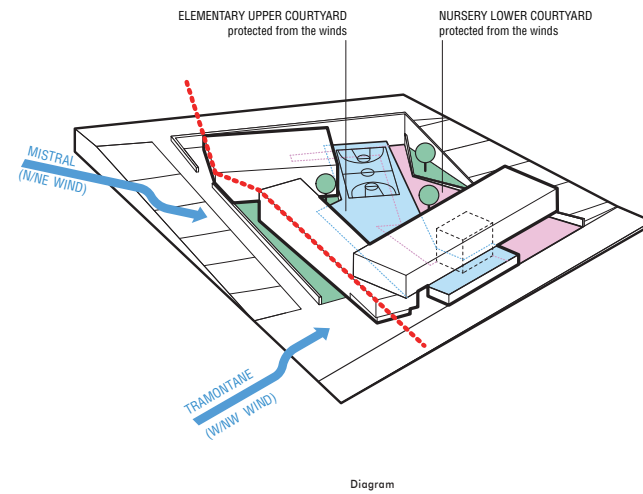 ELEMENTARY UPPER COURTYARD
protected from the winds
NURSERY LOWER COURTYARD
protected from the winds
MISTRAL
(N/NE WIND)
TRAMONTANE
(W/NW WIND)
Diagram